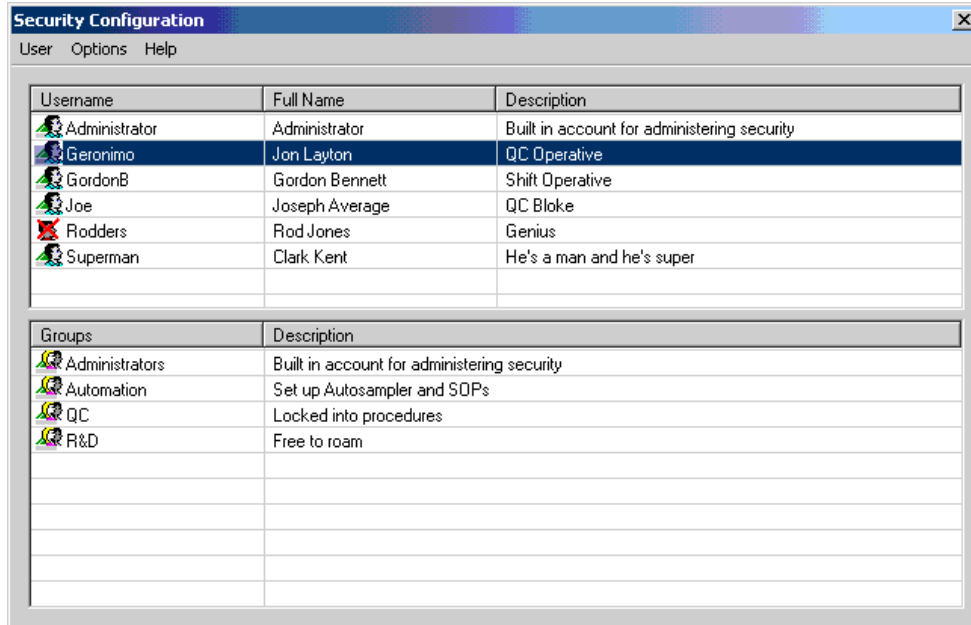 Security Configuration
User Options Help
Username Full Name Description
Administrator Administrator Built in account for administering security
Geronimo Jon Layton QC Operative
GordonB Gordon Bennett Shift Operative
Joe Joseph Average QC Bloke
Rodders Rod Jones Genius
Superman Clark Kent He's a man and he's super
Groups Description
Administrators Built in account for administering security
Automation Set up Autosampler and SOPs
QC Locked into procedures
R&D Free to roam